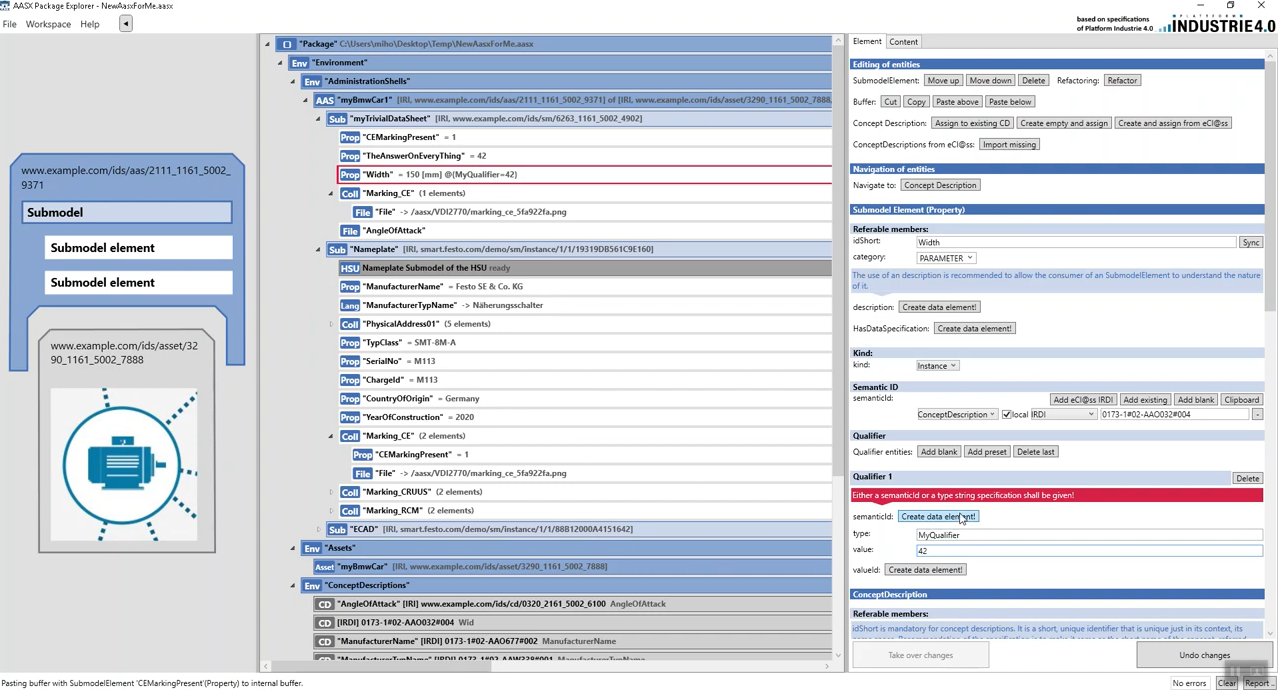 AASX Package Explorer - NewAasxForMe.aasx
File Workspace Help
based on specifications
of Platform Industrie 4.0
PLATTFORM
INDUSTRIE4.0
www.example.com/ids/aas/2111_1161_5002_
9371
Submodel
Submodel element
Submodel element
www.example.com/ids/asset/32
90_1161_5002_7888
"Package" C:\Users\miho\Desktop\Temp\NewAasxForMe.aasx
Env "Environment"
Env "AdministrationShells"
AAS "myBmwCar1" [IRI, www.example.com/ids/aas/2111_1161_5002_9371] of [IRI, www.example.com/ids/asset/3290_1161_5002_7888,
Sub "myTrivialDataSheet" [IRI, www.example.com/ids/sm/6263_1161_5002_4902]
Prop "CEMarkingPresent" = 1
Prop "TheAnswerOnEveryThing" = 42
Prop "Width" = 150 [mm] @{MyQualifier=42}
Coll "Marking_CE" (1 elements)
File "File" -> /aasx/VDI2770/marking_ce_5fa922fa.png
File "AngleOfAttack"
Sub "Nameplate" [IRI, smart.festo.com/demo/sm/instance/1/1/19319DB561C9E160]
HSU Nameplate Submodel of the HSU ready
Prop "ManufacturerName" = Festo SE & Co. KG
Lang "ManufacturerTypName" -> Näherungsschalter
Coll "PhysicalAddress01" (5 elements)
Prop "TypClass" = SMT-8M-A
Prop "SerialNo" = M113
Prop "ChargeId" = M113
Prop "CountryOfOrigin" = Germany
Prop "YearOfConstruction" = 2020
Coll "Marking_CE" (2 elements)
Prop "CEMarkingPresent" = 1
File "File" -> /aasx/VDI2770/marking_ce_5fa922fa.png
Coll "Marking_CRUUS" (2 elements)
Coll "Marking_RCM" (2 elements)
Sub "ECAD" [IRI, smart.festo.com/demo/sm/instance/1/1/88B12000A4151642]
Env "Assets"
Asset "myBmwCar" [IRI, www.example.com/ids/asset/3290_1161_5002_7888]
Env "ConceptDescriptions"
CD "AngleOfAttack" [IRI] www.example.com/ids/cd/0320_2161_5002_6100 AngleOfAttack
CD [IRDI] 0173-1#02-AAO032#004 Wid
CD "ManufacturerName" [IRDI] 0173-1#02-AAO677#002 ManufacturerName
Element Content
Editing of entities
SubmodelElement: Move up Move down Delete Refactoring: Refactor
Buffer: Cut Copy Paste above Paste below
Concept Description: Assign to existing CD Create empty and assign Create and assign from eCl@ss
ConceptDescriptions from eCl@ss: Import missing
Navigation of entities
Navigate to: Concept Description
Submodel Element (Property)
Referable members:
idShort: Width Sync
category: PARAMETER
The use of an description is recommended to allow the consumer of an SubmodelElement to understand the nature
of it.
description: Create data element!
HasDataSpecification: Create data element!
Kind:
kind: Instance
Semantic ID
semanticId: Add eCl@ss IRDI Add existing Add blank Clipboard
ConceptDescription local IRDI 0173-1#02-AAO032#004 -
Qualifier
Qualifier entities: Add blank Add preset Delete last
Qualifier 1 Delete
Either a semanticId or a type string specification shall be given!
semanticId: Create data element!
type: MyQualifier
value: 42
valueId: Create data element!
ConceptDescription
Referable members:
idShort is mandatory for concept descriptions. It is a short, unique identifier that is unique just in its context, its
Take over changes Undo changes
Pasting buffer with SubmodelElement 'CEMarkingPresent'(Property) to internal buffer.
No errors Clear Report..